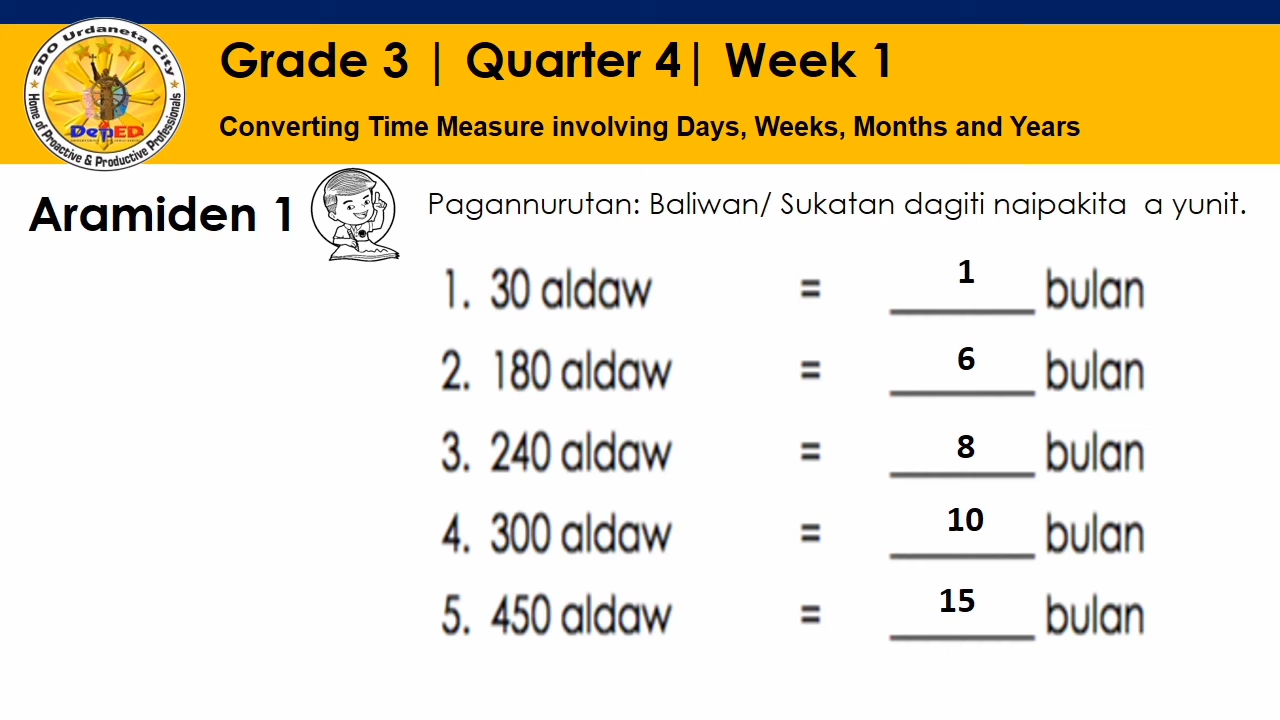 SDO Urdaneta City
DepED
Home of Proactive & Productive Professionals
Grade 3 | Quarter 4| Week 1
Converting Time Measure involving Days, Weeks, Months and Years
Aramiden 1
Pagannurutan: Baliwan/ Sukatan dagiti naipakita a yunit.
1. 30 aldaw = 1 bulan
2. 180 aldaw = 6 bulan
3. 240 aldaw = 8 bulan
4. 300 aldaw = 10 bulan
5. 450 aldaw = 15 bulan